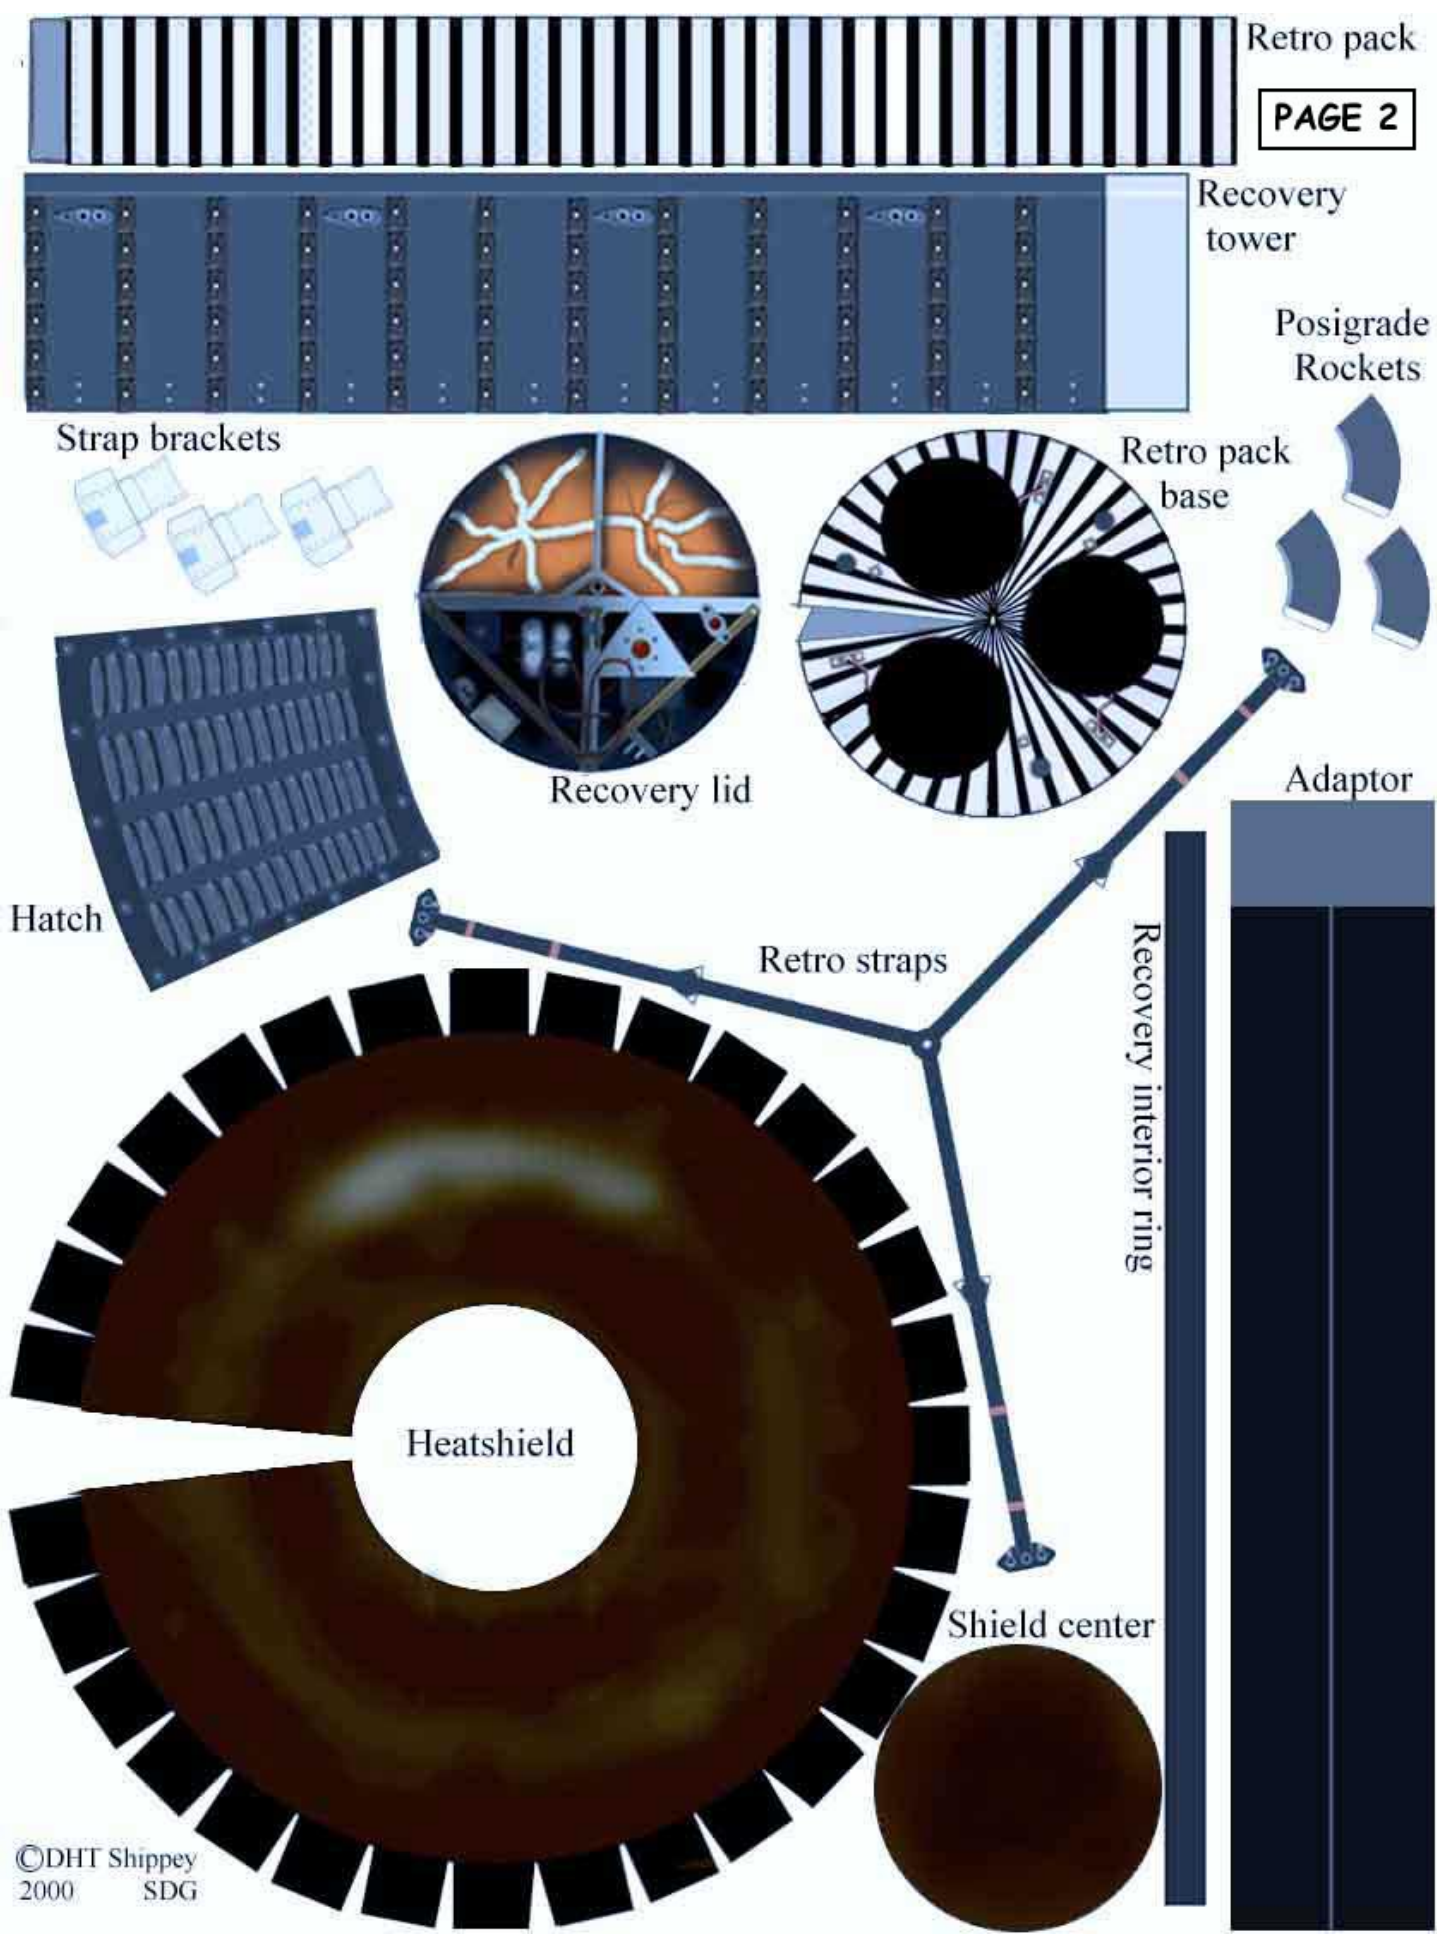 Retro pack
PAGE 2
Recovery
tower
Posigrade
Rockets
Strap brackets
Retro pack
base
Recovery lid
Adaptor
Hatch
Retro straps
Recovery interior ring
Heatshield
Shield center
©DHT Shippey
2000 SDG